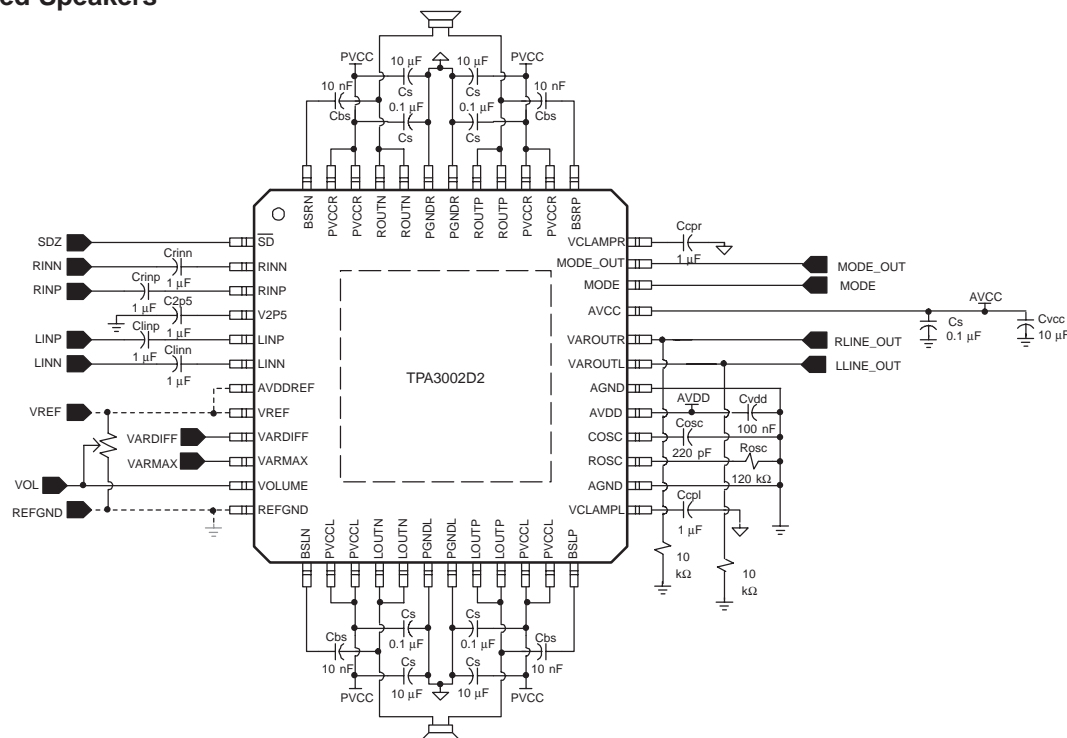 ed Speakers
PVCC 10 µF 10 µF PVCC
10 nF Cs Cs 10 nF
Cbs 0.1 µF 0.1 µF Cbs
Cs Cs
BSRN PVCCR PVCCR ROUTN ROUTN PGNDR PGNDR ROUTP ROUTP PVCCR PVCCR BSRP
SDZ SD VCLAMPR Ccpr 1 µF
RINN Crinn 1 µF RINN MODE_OUT MODE_OUT
RINP Crinp 1 µF RINP MODE MODE
C2p5 1 µF V2P5 AVCC AVCC Cs 0.1 µF Cvcc 10 µF
LINP Clinp 1 µF LINP VAROUTR RLINE_OUT
LINN Clinn 1 µF LINN VAROUTL LLINE_OUT
TPA3002D2
AVDDREF AGND
VREF VREF AVDD AVDD Cvdd 100 nF
VARDIFF VARDIFF COSC Cosc 220 pF
VARMAX VARMAX ROSC Rosc 120 kΩ
VOL VOLUME AGND
REFGND REFGND VCLAMPL Ccpl 1 µF
BSLN PVCCL PVCCL LOUTN LOUTN PGNDL PGNDL LOUTP LOUTP PVCCL PVCCL BSLP
10 kΩ
10 kΩ
Cs Cs
Cbs 0.1 µF 0.1 µF Cbs
10 nF Cs Cs 10 nF
PVCC 10 µF 10 µF PVCC